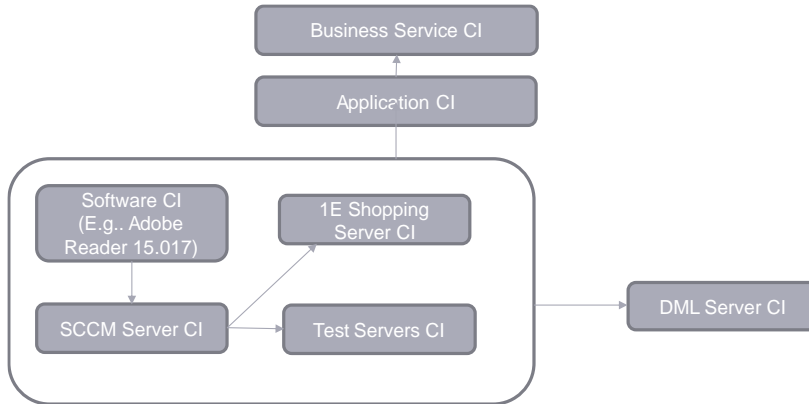 Business Service CI
Application CI
Software CI
(E.g.. Adobe
Reader 15.017)
1E Shopping
Server CI
SCCM Server CI
Test Servers CI
DML Server CI